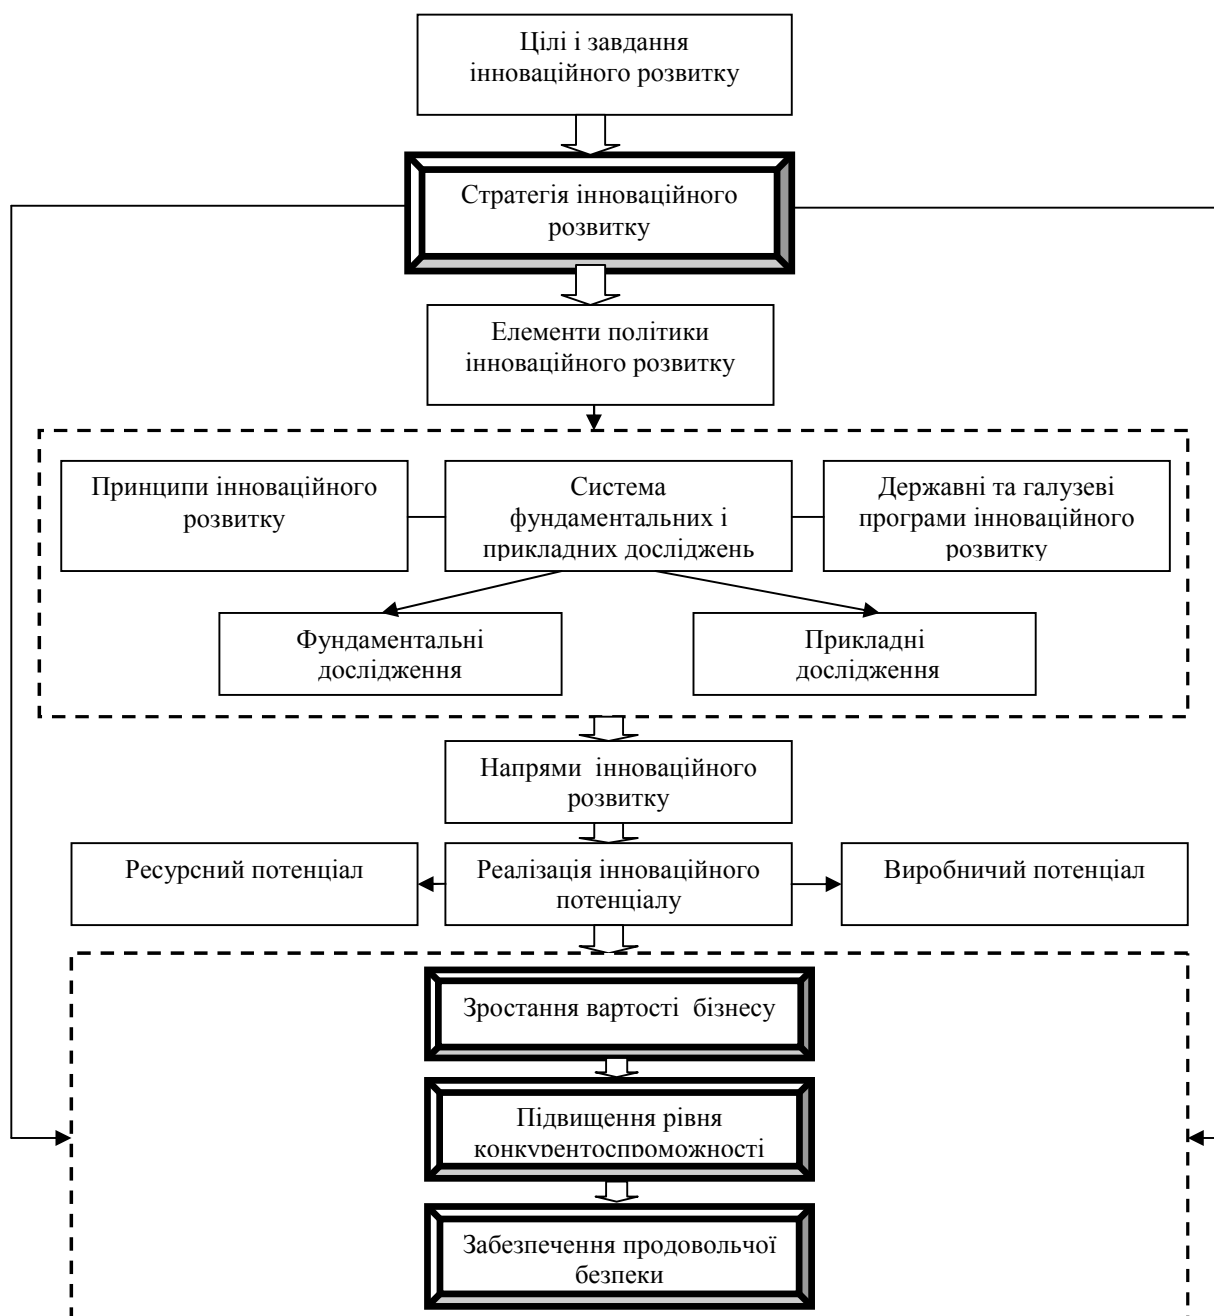 Цілі і завдання
інноваційного розвитку
Стратегія інноваційного
розвитку
Елементи політики
інноваційного розвитку
Принципи інноваційного
розвитку
Система
фундаментальних і
прикладних досліджень
Державні та галузеві
програми інноваційного
розвитку
Фундаментальні
дослідження
Прикладні
дослідження
Напрями інноваційного
розвитку
Ресурсний потенціал
Реалізація інноваційного
потенціалу
Виробничий потенціал
Зростання вартості бізнесу
Підвищення рівня
конкурентоспроможності
Забезпечення продовольчої
безпеки